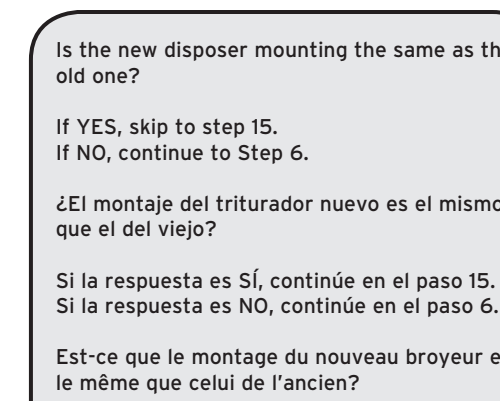 Is the new disposer mounting the same as
old one?
If YES, skip to step 15.
If NO, continue to Step 6.
¿El montaje del triturador nuevo es el mismo
que el del viejo?
Si la respuesta es SÍ, continúe en el paso 15.
Si la respuesta es NO, continúe en el paso 6.
Est-ce que le montage du nouveau broyeur
le même que celui de l'ancien?